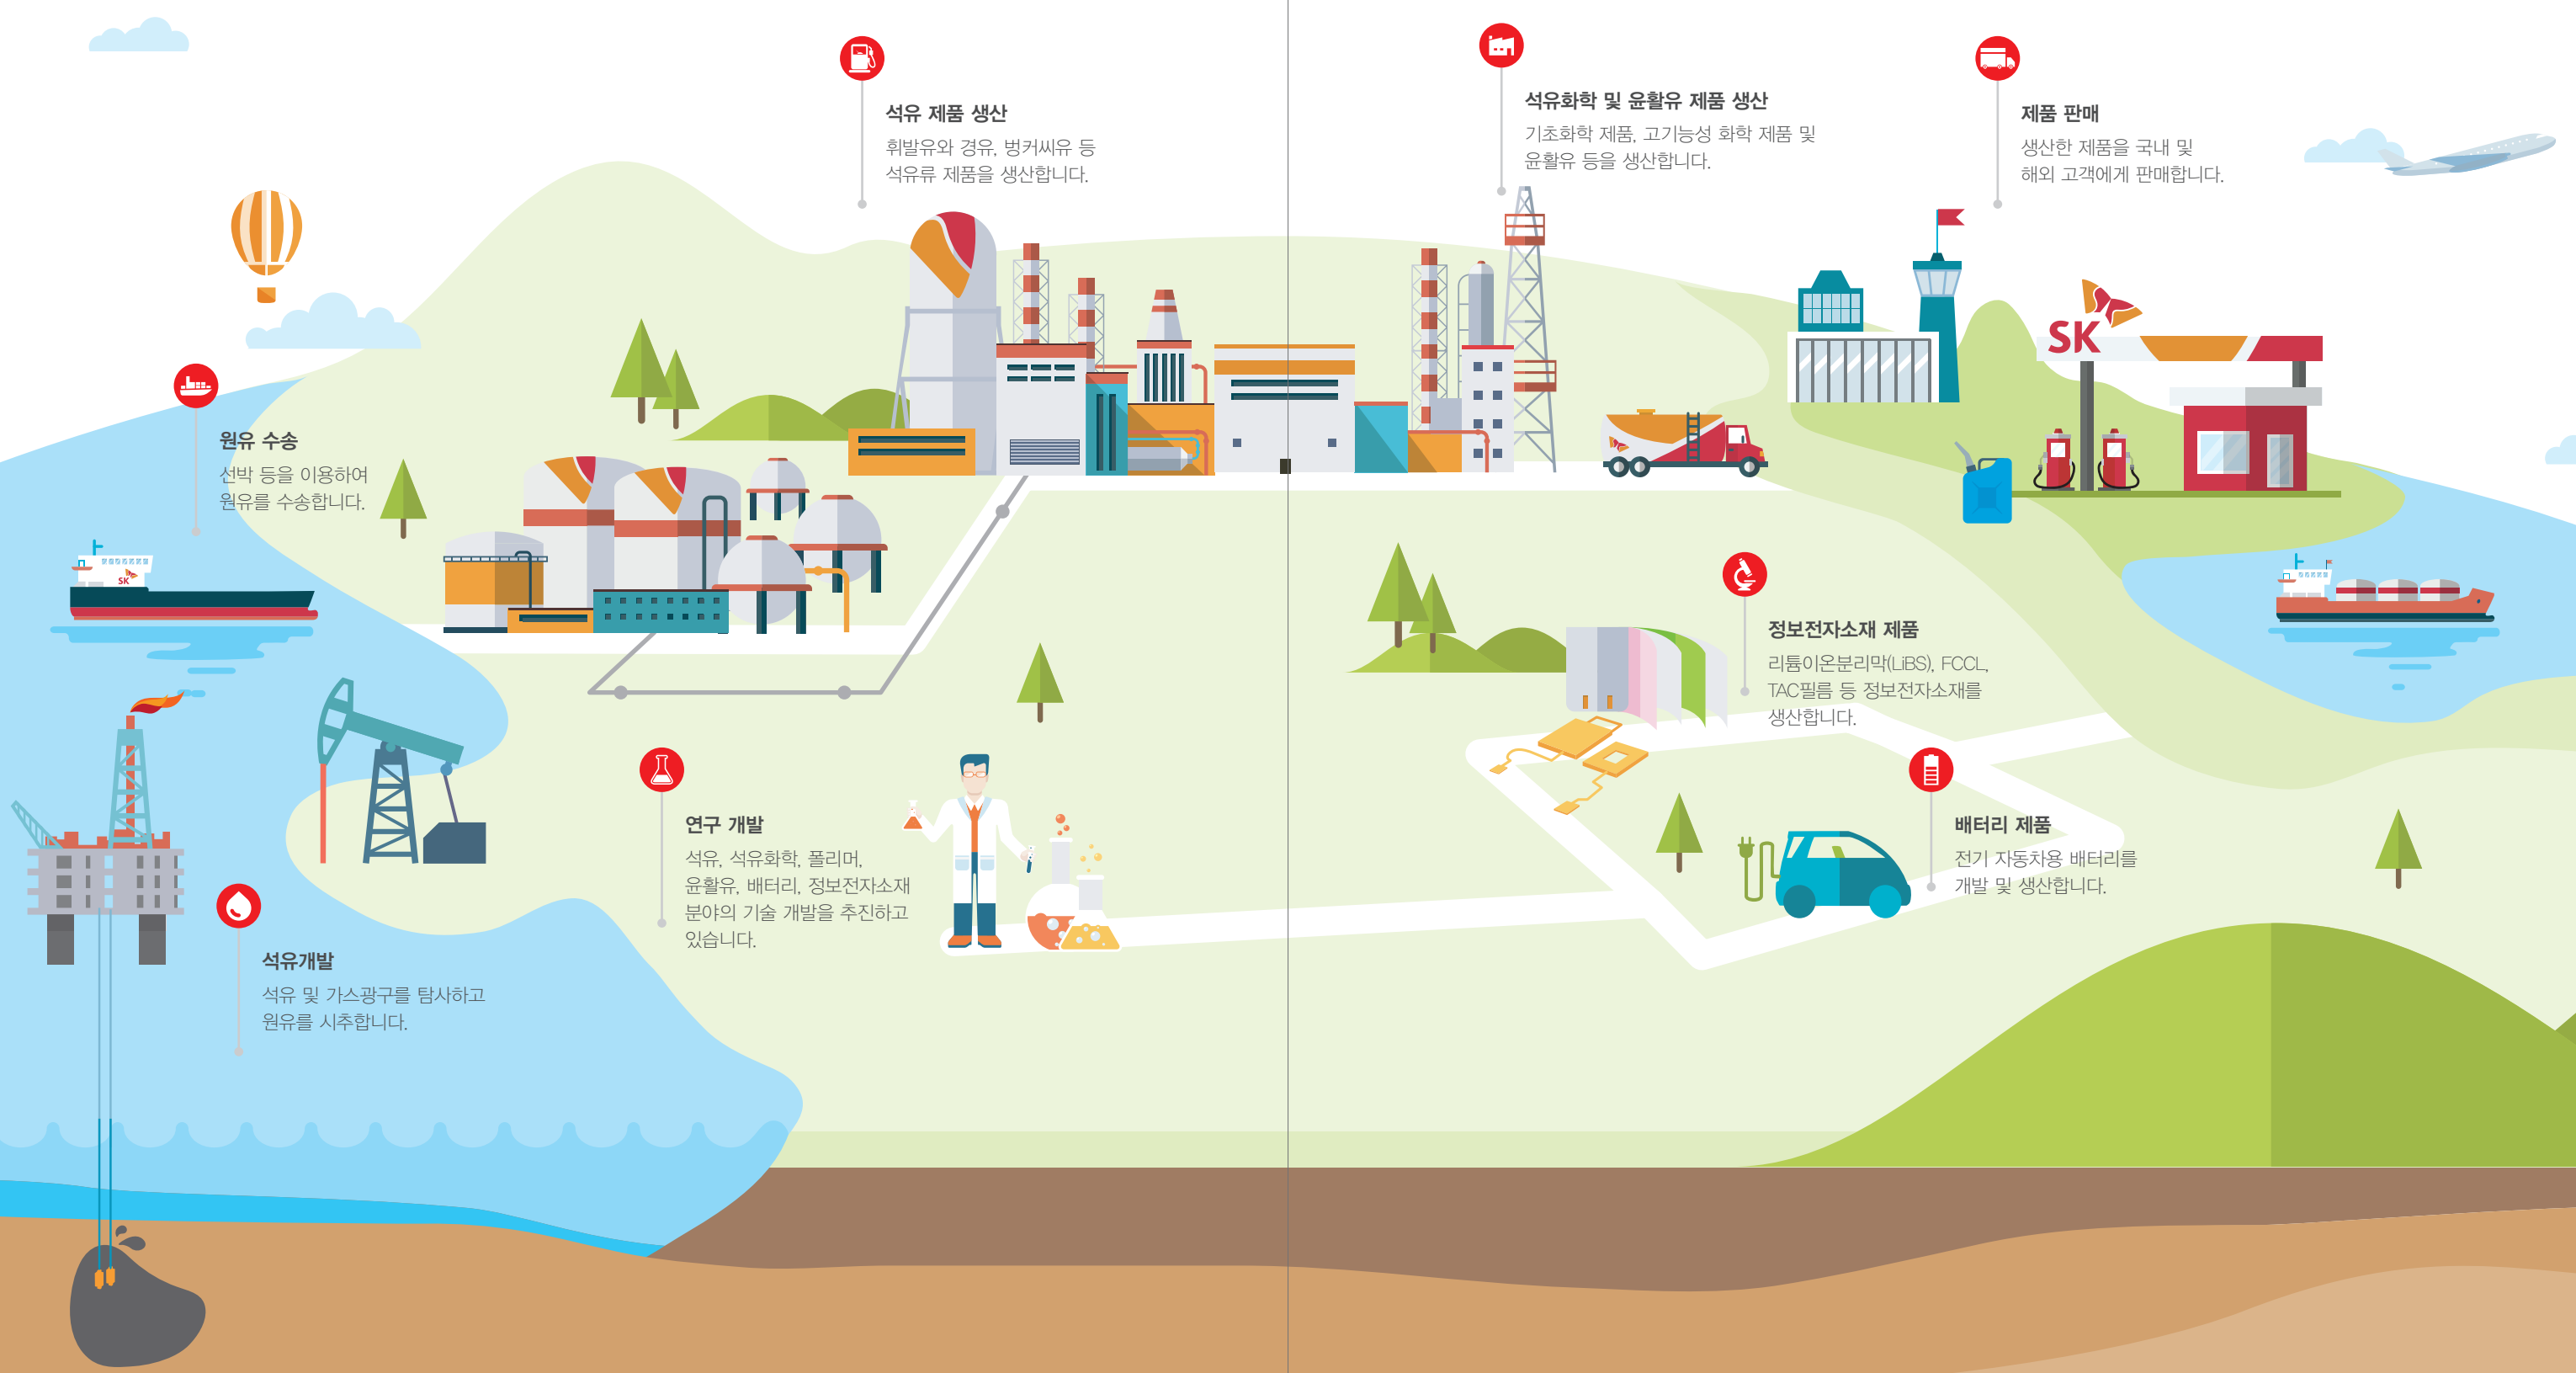 석유 제품 생산
휘발유와 경유, 벙커씨유 등
석유류 제품을 생산합니다.
석유화학 및 윤활유 제품 생산
기초화학 제품, 고기능성 화학 제품 및
윤활유 등을 생산합니다.
제품 판매
생산한 제품을 국내 및
해외 고객에게 판매합니다.
SK
원유 수송
선박 등을 이용하여
원유를 수송합니다.
SK
정보전자소재 제품
리튬이온분리막(LiBS), FCCL,
TAC필름 등 정보전자소재를
생산합니다.
연구 개발
석유, 석유화학, 폴리머,
윤활유, 배터리, 정보전자소재
분야의 기술 개발을 추진하고
있습니다.
배터리 제품
전기 자동차용 배터리를
개발 및 생산합니다.
석유개발
석유 및 가스광구를 탐사하고
원유를 시추합니다.